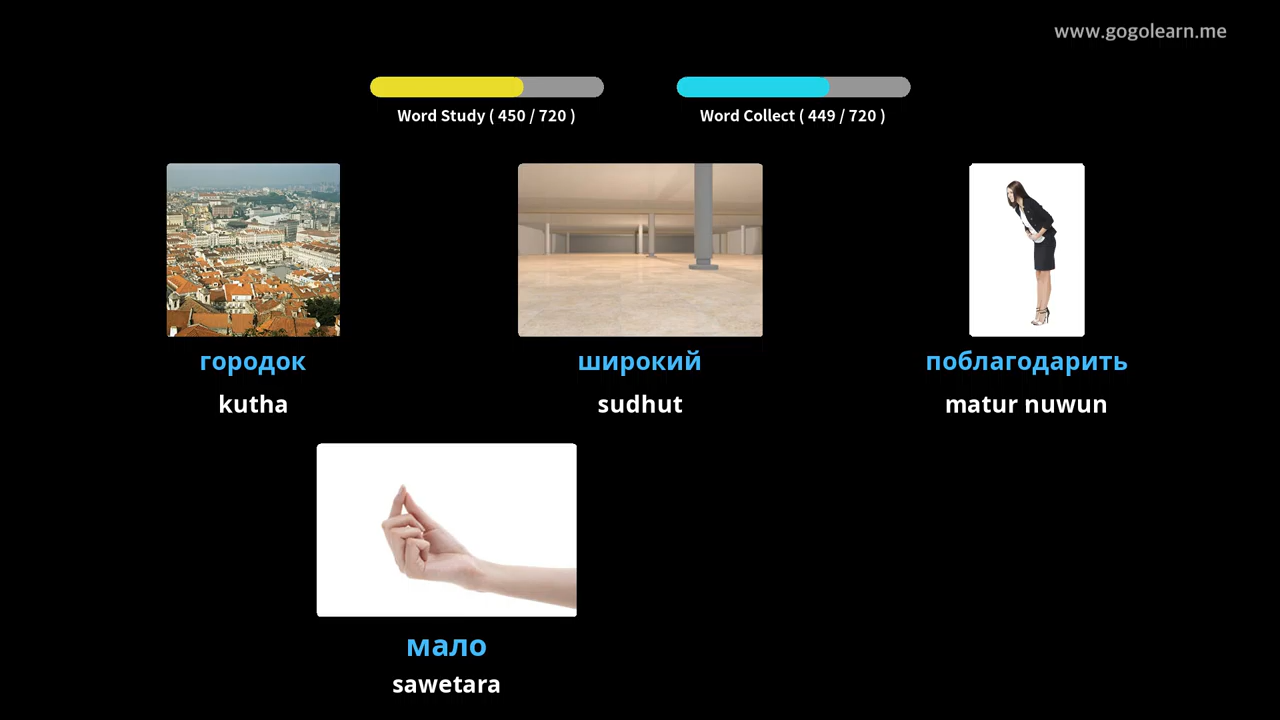 www.gogolearn.me
Word Study ( 450 / 720 )
Word Collect ( 449 / 720 )
городок
широкий
поблагодарить
kutha
sudhut
matur nuwun
мало
sawetara